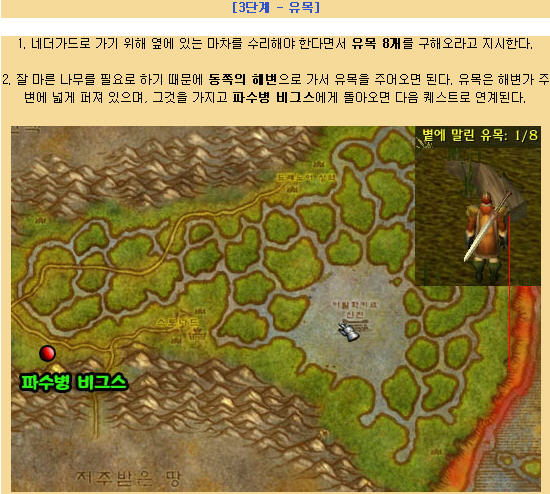 [3단계 - 유목]
1. 네더가드로 가기 위해 옆에 있는 마차를 수리해야 한다면서 유목 8개를 구해오라고 지시한다.
2. 잘 마른 나무를 필요로 하기 때문에 동쪽의 해변으로 가서 유목을 주어오면 된다. 유목은 해변가 주
변에 넓게 퍼져 있으며, 그것을 가지고 파수병 비그스에게 돌아오면 다음 퀘스트로 연계된다.
볕에 말린 유목: 1/8
스토나드
파수병 비그스
저주받은 땅